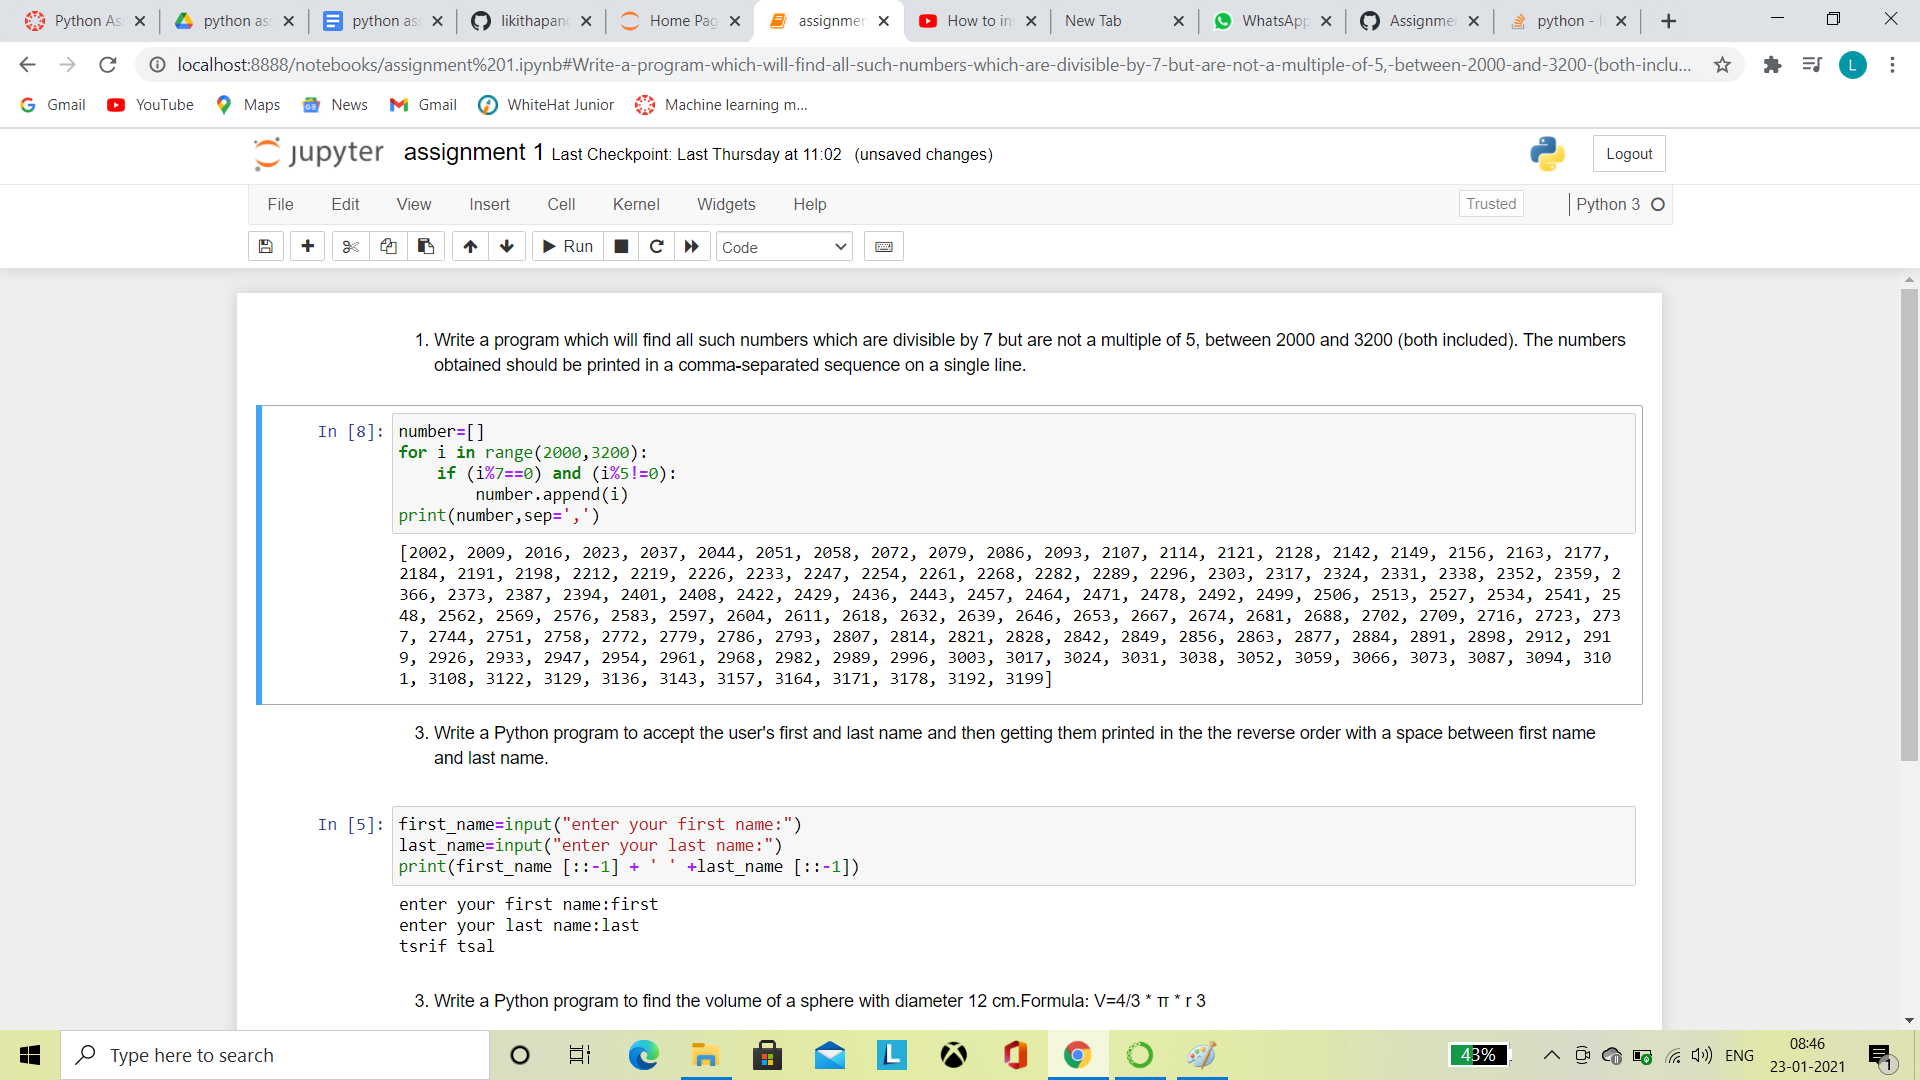 Python As
python as
python as
likithapan
Home Pag
assignmen
How to in
New Tab
WhatsApp
Assignme
python - I
localhost:8888/notebooks/assignment%201.ipynb#Write-a-program-which-will-find-all-such-numbers-which-are-divisible-by-7-but-are-not-a-multiple-of-5,-between-2000-and-3200-(both-inclu...
L
Gmail
YouTube
Maps
News
Gmail
WhiteHat Junior
Machine learning m...
jupyter assignment 1 Last Checkpoint: Last Thursday at 11:02 (unsaved changes)
Logout
File Edit View Insert Cell Kernel Widgets Help
Trusted
Python 3
Run
Code
1. Write a program which will find all such numbers which are divisible by 7 but are not a multiple of 5, between 2000 and 3200 (both included). The numbers
obtained should be printed in a comma-separated sequence on a single line.
In [8]:
number=[]
for i in range(2000,3200):
    if (i%7==0) and (i%5!=0):
        number.append(i)
print(number,sep=',')
[2002, 2009, 2016, 2023, 2037, 2044, 2051, 2058, 2072, 2079, 2086, 2093, 2107, 2114, 2121, 2128, 2142, 2149, 2156, 2163, 2177,
2184, 2191, 2198, 2212, 2219, 2226, 2233, 2247, 2254, 2261, 2268, 2282, 2289, 2296, 2303, 2317, 2324, 2331, 2338, 2352, 2359, 2
366, 2373, 2387, 2394, 2401, 2408, 2422, 2429, 2436, 2443, 2457, 2464, 2471, 2478, 2492, 2499, 2506, 2513, 2527, 2534, 2541, 25
48, 2562, 2569, 2576, 2583, 2597, 2604, 2611, 2618, 2632, 2639, 2646, 2653, 2667, 2674, 2681, 2688, 2702, 2709, 2716, 2723, 273
7, 2744, 2751, 2758, 2772, 2779, 2786, 2793, 2807, 2814, 2821, 2828, 2842, 2849, 2856, 2863, 2877, 2884, 2891, 2898, 2912, 291
9, 2926, 2933, 2947, 2954, 2961, 2968, 2982, 2989, 2996, 3003, 3017, 3024, 3031, 3038, 3052, 3059, 3066, 3073, 3087, 3094, 310
1, 3108, 3122, 3129, 3136, 3143, 3157, 3164, 3171, 3178, 3192, 3199]
3. Write a Python program to accept the user's first and last name and then getting them printed in the the reverse order with a space between first name
and last name.
In [5]:
first_name=input("enter your first name:")
last_name=input("enter your last name:")
print(first_name [::-1] + ' ' +last_name [::-1])
enter your first name:first
enter your last name:last
tsrif tsal
3. Write a Python program to find the volume of a sphere with diameter 12 cm.Formula: V=4/3 * π * r 3
Type here to search
L
43%
ENG
08:46
23-01-2021
1